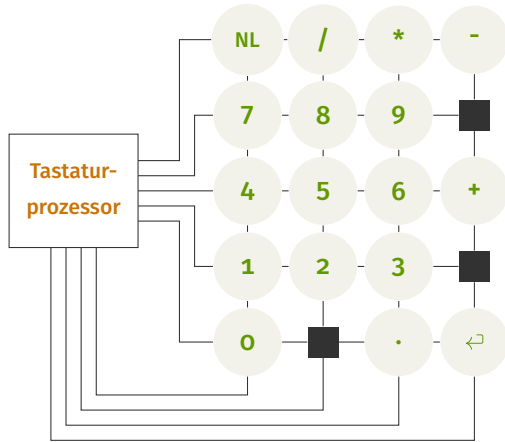 NL / * -
7 8 9
Tastatur-
prozessor
4 5 6 +
1 2 3
0 . ↵